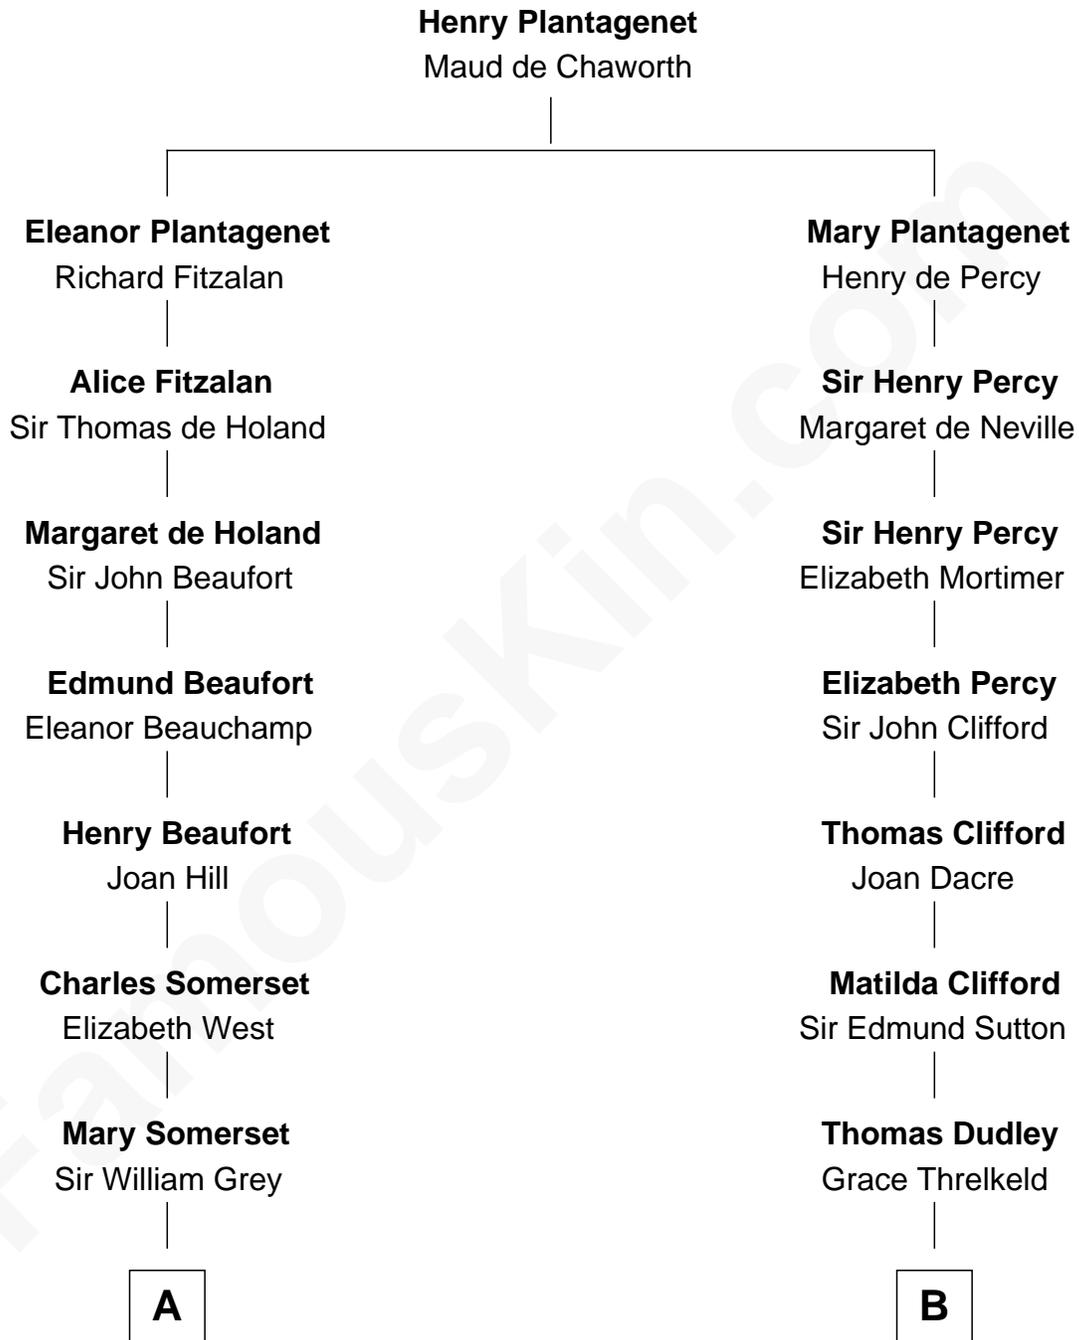 Henry Plantagenet
Maud de Chaworth
Eleanor Plantagenet
Richard Fitzalan
Mary Plantagenet
Henry de Percy
Alice Fitzalan
Sir Thomas de Holand
Sir Henry Percy
Margaret de Neville
Margaret de Holand
Sir John Beaufort
Sir Henry Percy
Elizabeth Mortimer
Edmund Beaufort
Eleanor Beauchamp
Elizabeth Percy
Sir John Clifford
Henry Beaufort
Joan Hill
Thomas Clifford
Joan Dacre
Charles Somerset
Elizabeth West
Matilda Clifford
Sir Edmund Sutton
Mary Somerset
Sir William Grey
Thomas Dudley
Grace Threlkeld
A
B
FamousKin.com